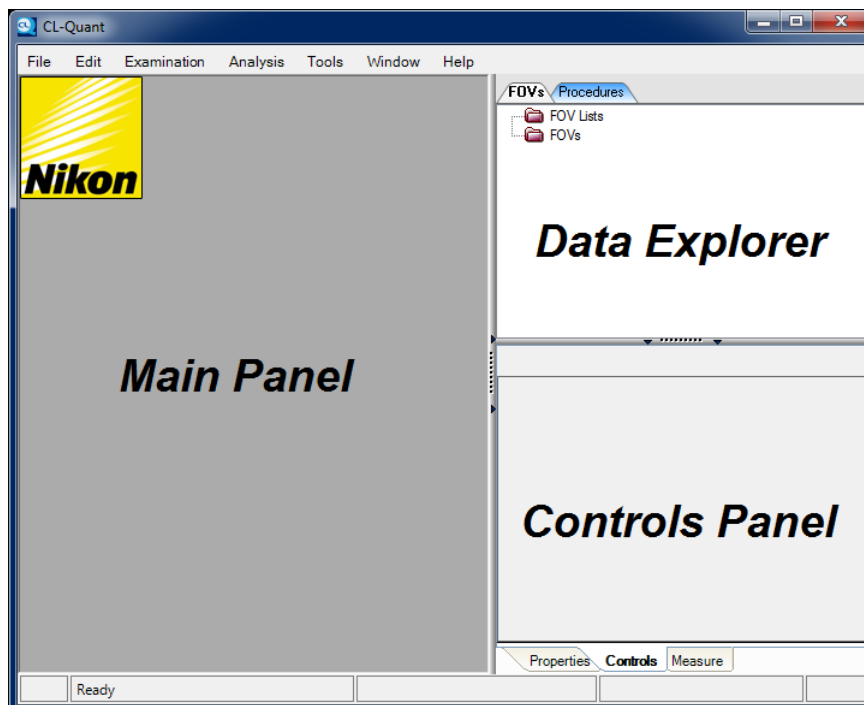 CL CL-Quant
File Edit Examination Analysis Tools Window Help
Nikon
FOVs Procedures
FOV Lists
FOVs
Data Explorer
Main Panel
Controls Panel
Properties Controls Measure
Ready